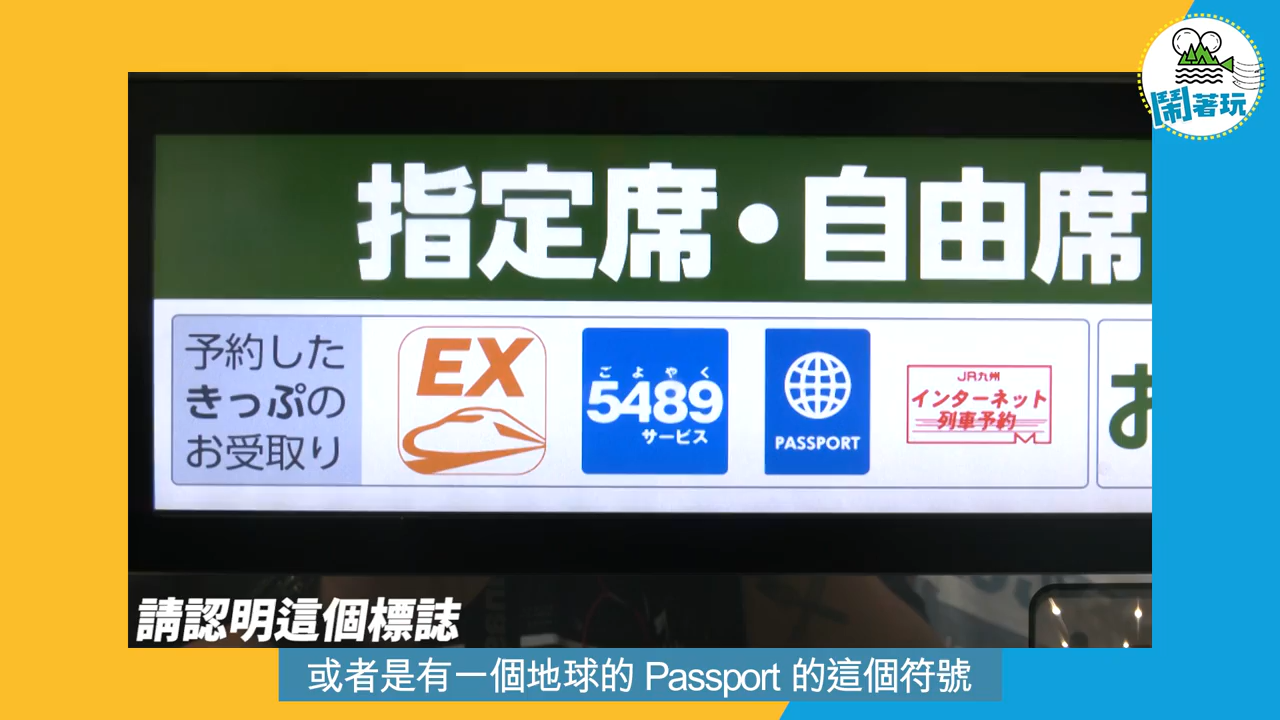 鬧著玩
指定席・自由席
予約した
きっぷの
お受取り
EX
ごよやく
5489
サービス
PASSPORT
JR九州
インターネット
列車予約
お
請認明這個標誌
或者是有一個地球的 Passport 的這個符號